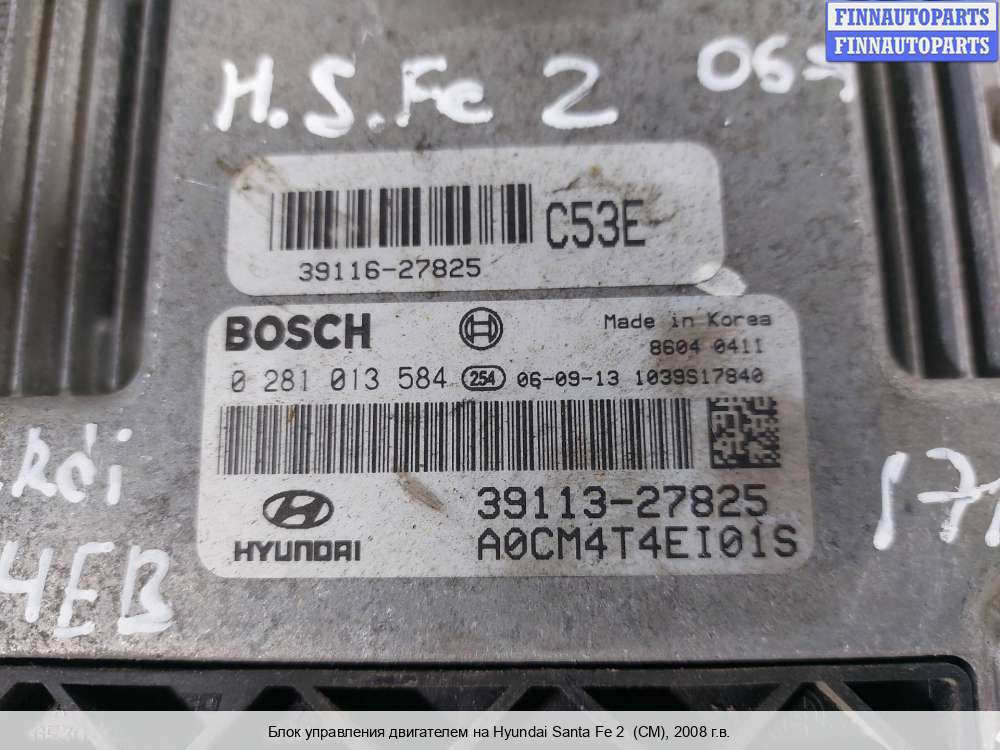 FINNAUTOPARTS
FINNAUTOPARTS
H.S.Fe 2
C53E
39116-27825
BOSCH
Made in Korea
8604 0411
0 281 013 584 254 06-09-13 1039S17840
39113-27825
HYUNDAI
A0CM4T4EI01S
4EB
Блок управления двигателем на Hyundai Santa Fe 2 (CM), 2008 г.в.